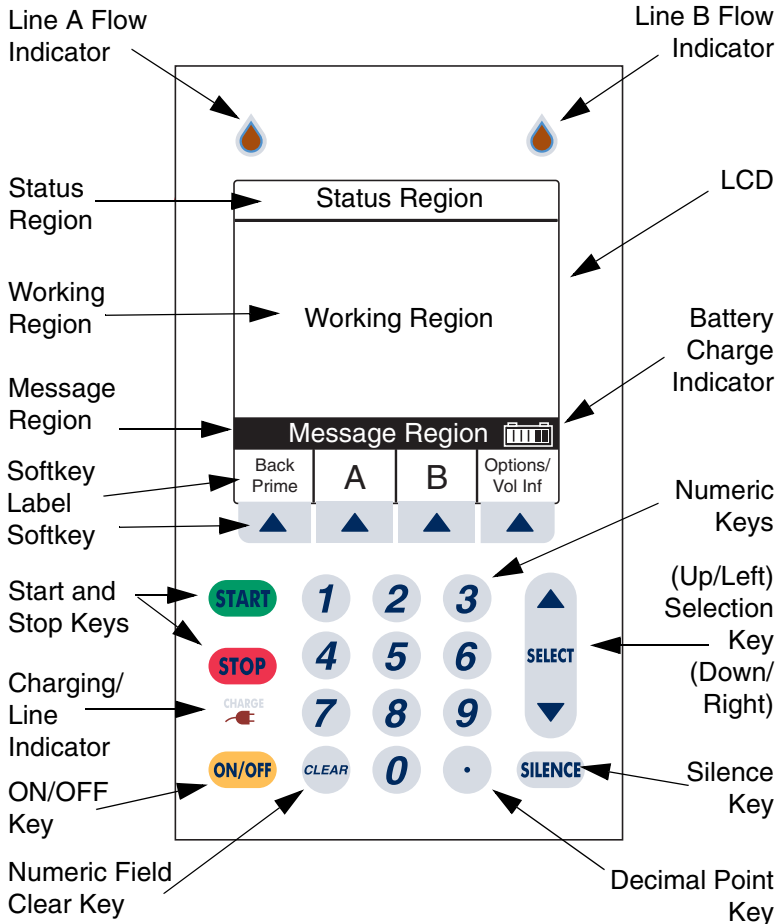 Line A Flow
Indicator
Line B Flow
Indicator
Status
Region
Status Region
LCD
Working
Region
Working Region
Battery
Charge
Indicator
Message
Region
Message Region
Softkey
Label
Back
Prime
A
B
Options/
Vol Inf
Softkey
Numeric
Keys
Start and
Stop Keys
START
1
2
3
(Up/Left)
Selection
Key
(Down/
Right)
STOP
4
5
6
SELECT
Charging/
Line
Indicator
CHARGE
7
8
9
ON/OFF
Key
ON/OFF
CLEAR
0
.
SILENCE
Silence
Key
Numeric Field
Clear Key
Decimal Point
Key